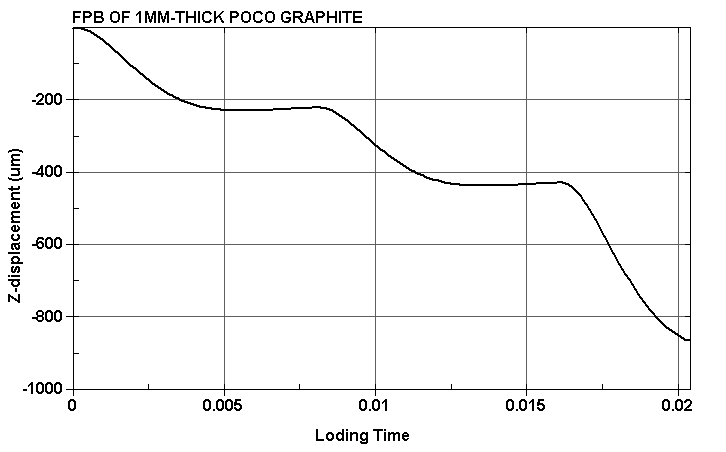 FPB OF 1MM-THICK POCO GRAPHITE
-200
-400
-600
-800
-1000
Z-displacement (um)
0 0.005 0.01 0.015 0.02
Loding Time